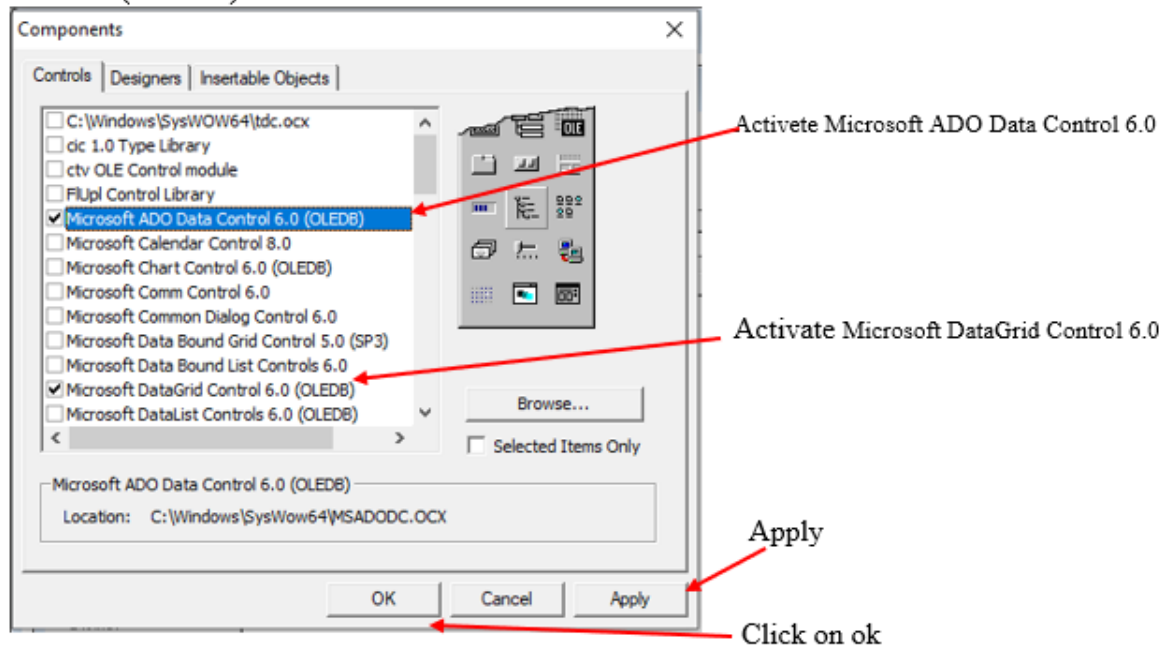 Components
Controls Designers Insertable Objects
C:\Windows\SysWOW64\tdc.ocx
cic 1.0 Type Library
ctv OLE Control module
FlUpl Control Library
Microsoft ADO Data Control 6.0 (OLEDB)
Microsoft Calendar Control 8.0
Microsoft Chart Control 6.0 (OLEDB)
Microsoft Comm Control 6.0
Microsoft Common Dialog Control 6.0
Microsoft Data Bound Grid Control 5.0 (SP3)
Microsoft Data Bound List Controls 6.0
Microsoft DataGrid Control 6.0 (OLEDB)
Microsoft DataList Controls 6.0 (OLEDB)
OLE
Activete Microsoft ADO Data Control 6.0
Activate Microsoft DataGrid Control 6.0
Browse...
Selected Items Only
Microsoft ADO Data Control 6.0 (OLEDB)
Location: C:\Windows\SysWow64\MSADODC.OCX
Apply
OK Cancel Apply
Click on ok